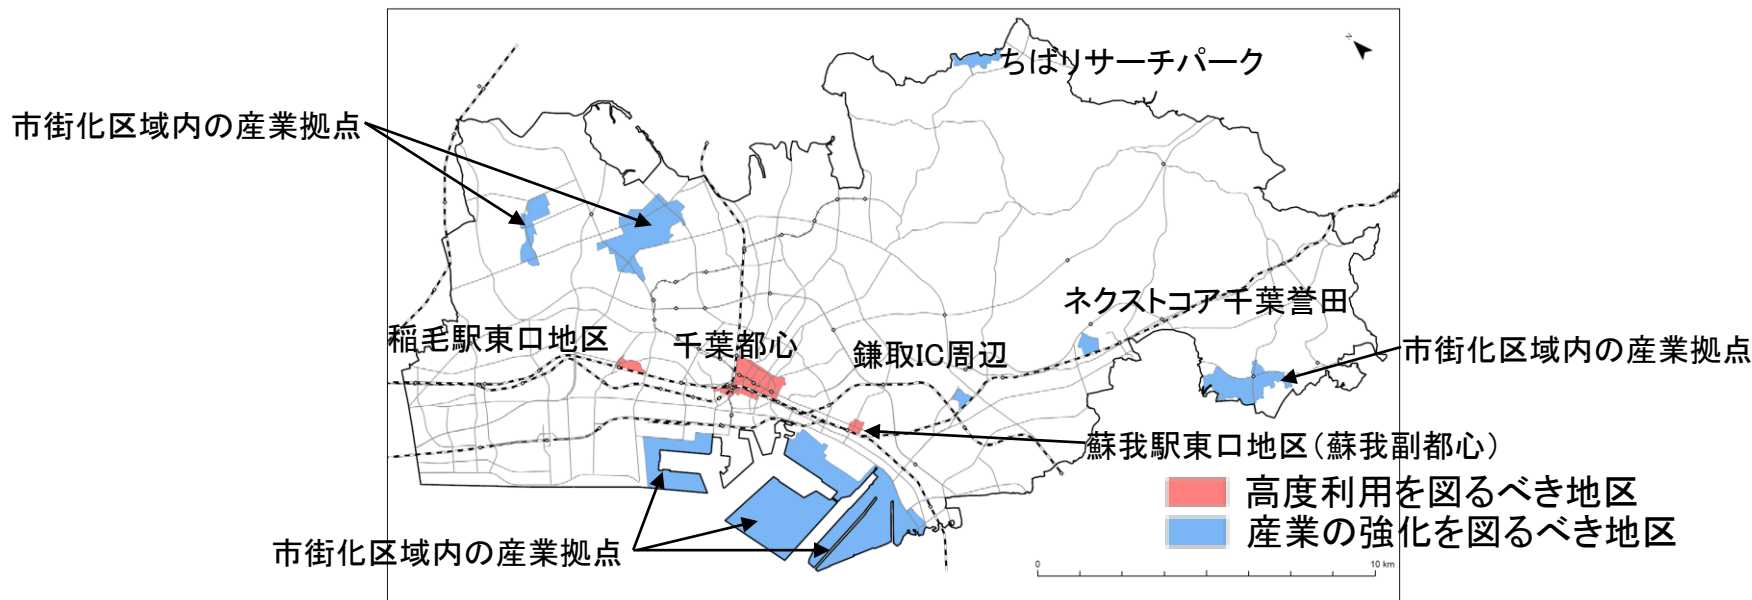 ちばリサーチパーク
市街化区域内の産業拠点
ネクストコア千葉誉田
稲毛駅東口地区
千葉都心
鎌取IC周辺
市街化区域内の産業拠点
蘇我駅東口地区(蘇我副都心)
高度利用を図るべき地区
産業の強化を図るべき地区
市街化区域内の産業拠点
0
10 km